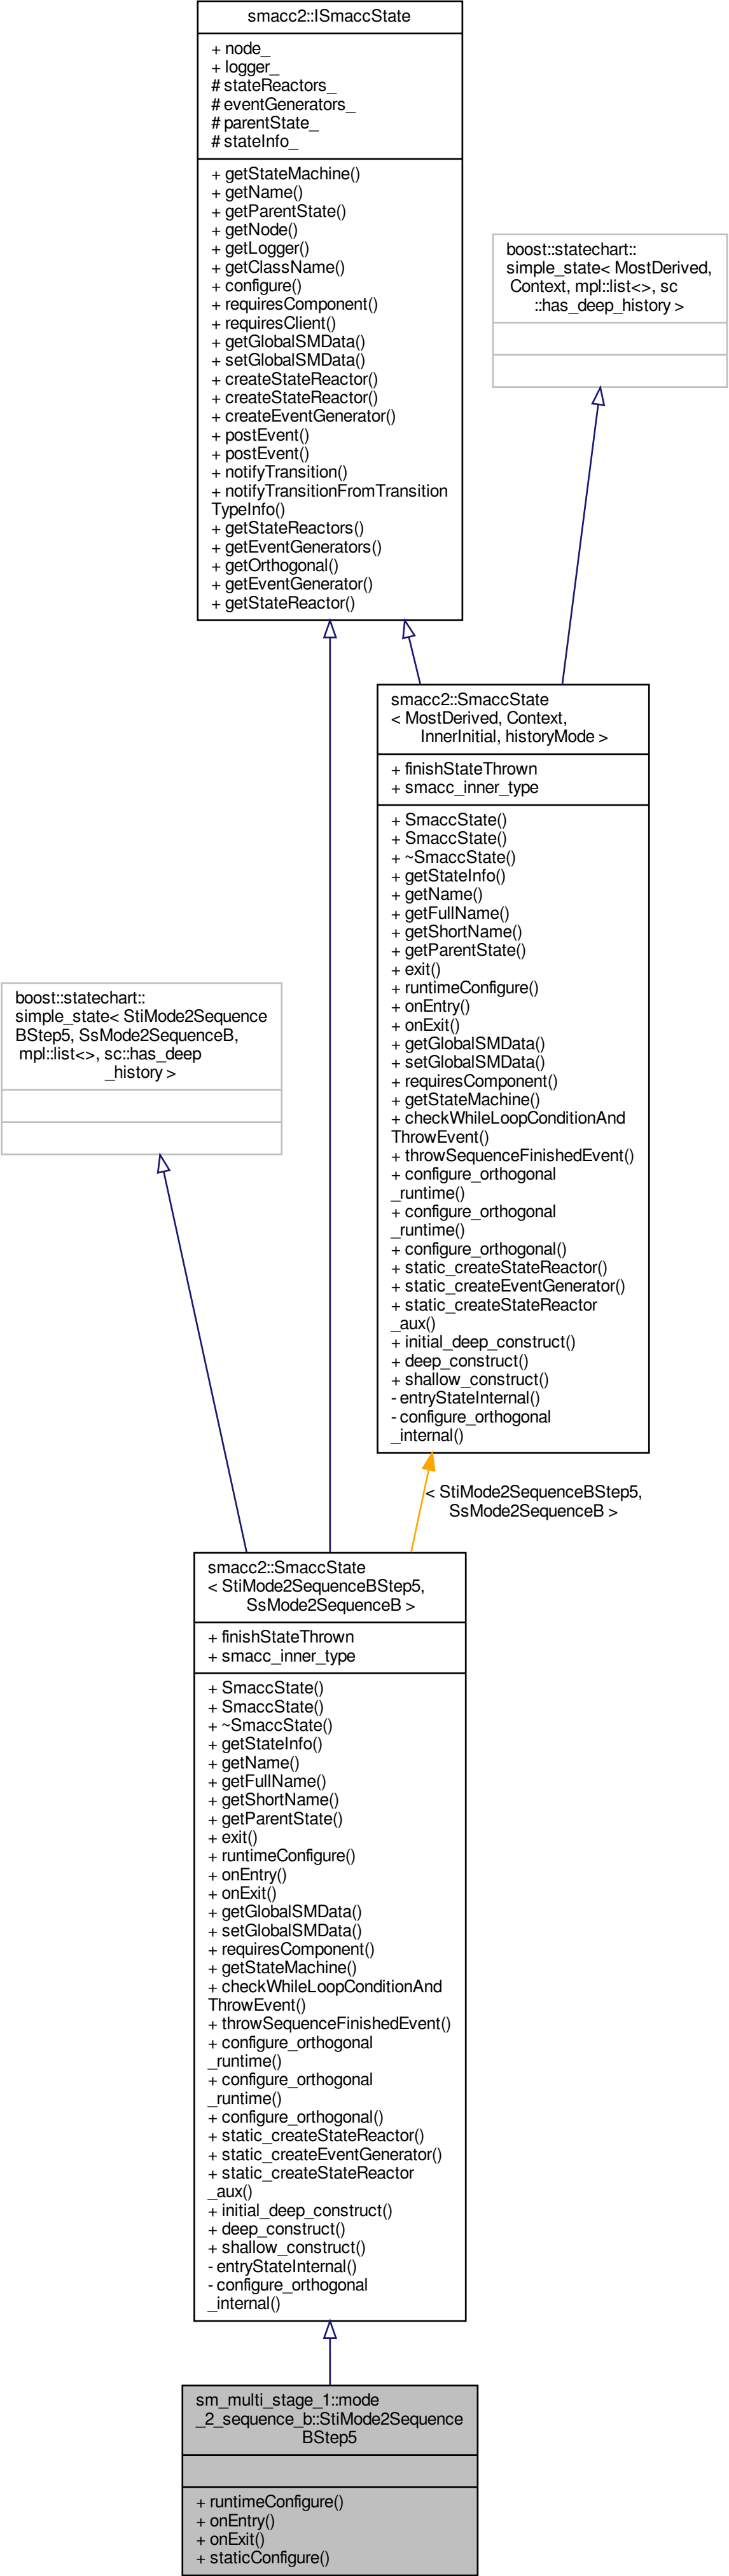 smacc2::ISmaccState
+ node_
+ logger_
# stateReactors_
# eventGenerators_
# parentState_
# stateInfo_
+ getStateMachine()
+ getName()
+ getParentState()
+ getNode()
+ getLogger()
+ getClassName()
+ configure()
+ requiresComponent()
+ requiresClient()
+ getGlobalSMData()
+ setGlobalSMData()
+ createStateReactor()
+ createStateReactor()
+ createEventGenerator()
+ postEvent()
+ postEvent()
+ notifyTransition()
+ notifyTransitionFromTransition
TypeInfo()
+ getStateReactors()
+ getEventGenerators()
+ getOrthogonal()
+ getEventGenerator()
+ getStateReactor()
boost::statechart::
simple_state< MostDerived,
Context, mpl::list<>, sc
::has_deep_history >
smacc2::SmaccState
< MostDerived, Context,
InnerInitial, historyMode >
+ finishStateThrown
+ smacc_inner_type
+ SmaccState()
+ SmaccState()
+ ~SmaccState()
+ getStateInfo()
+ getName()
+ getFullName()
+ getShortName()
+ getParentState()
+ exit()
+ runtimeConfigure()
+ onEntry()
+ onExit()
+ getGlobalSMData()
+ setGlobalSMData()
+ requiresComponent()
+ getStateMachine()
+ checkWhileLoopConditionAnd
ThrowEvent()
+ throwSequenceFinishedEvent()
+ configure_orthogonal
_runtime()
+ configure_orthogonal
_runtime()
+ configure_orthogonal()
+ static_createStateReactor()
+ static_createEventGenerator()
+ static_createStateReactor
_aux()
+ initial_deep_construct()
+ deep_construct()
+ shallow_construct()
- entryStateInternal()
- configure_orthogonal
_internal()
boost::statechart::
simple_state< StiMode2Sequence
BStep5, SsMode2SequenceB,
mpl::list<>, sc::has_deep
_history >
< StiMode2SequenceBStep5,
SsMode2SequenceB >
smacc2::SmaccState
< StiMode2SequenceBStep5,
SsMode2SequenceB >
+ finishStateThrown
+ smacc_inner_type
+ SmaccState()
+ SmaccState()
+ ~SmaccState()
+ getStateInfo()
+ getName()
+ getFullName()
+ getShortName()
+ getParentState()
+ exit()
+ runtimeConfigure()
+ onEntry()
+ onExit()
+ getGlobalSMData()
+ setGlobalSMData()
+ requiresComponent()
+ getStateMachine()
+ checkWhileLoopConditionAnd
ThrowEvent()
+ throwSequenceFinishedEvent()
+ configure_orthogonal
_runtime()
+ configure_orthogonal
_runtime()
+ configure_orthogonal()
+ static_createStateReactor()
+ static_createEventGenerator()
+ static_createStateReactor
_aux()
+ initial_deep_construct()
+ deep_construct()
+ shallow_construct()
- entryStateInternal()
- configure_orthogonal
_internal()
sm_multi_stage_1::mode
_2_sequence_b::StiMode2Sequence
BStep5
+ runtimeConfigure()
+ onEntry()
+ onExit()
+ staticConfigure()